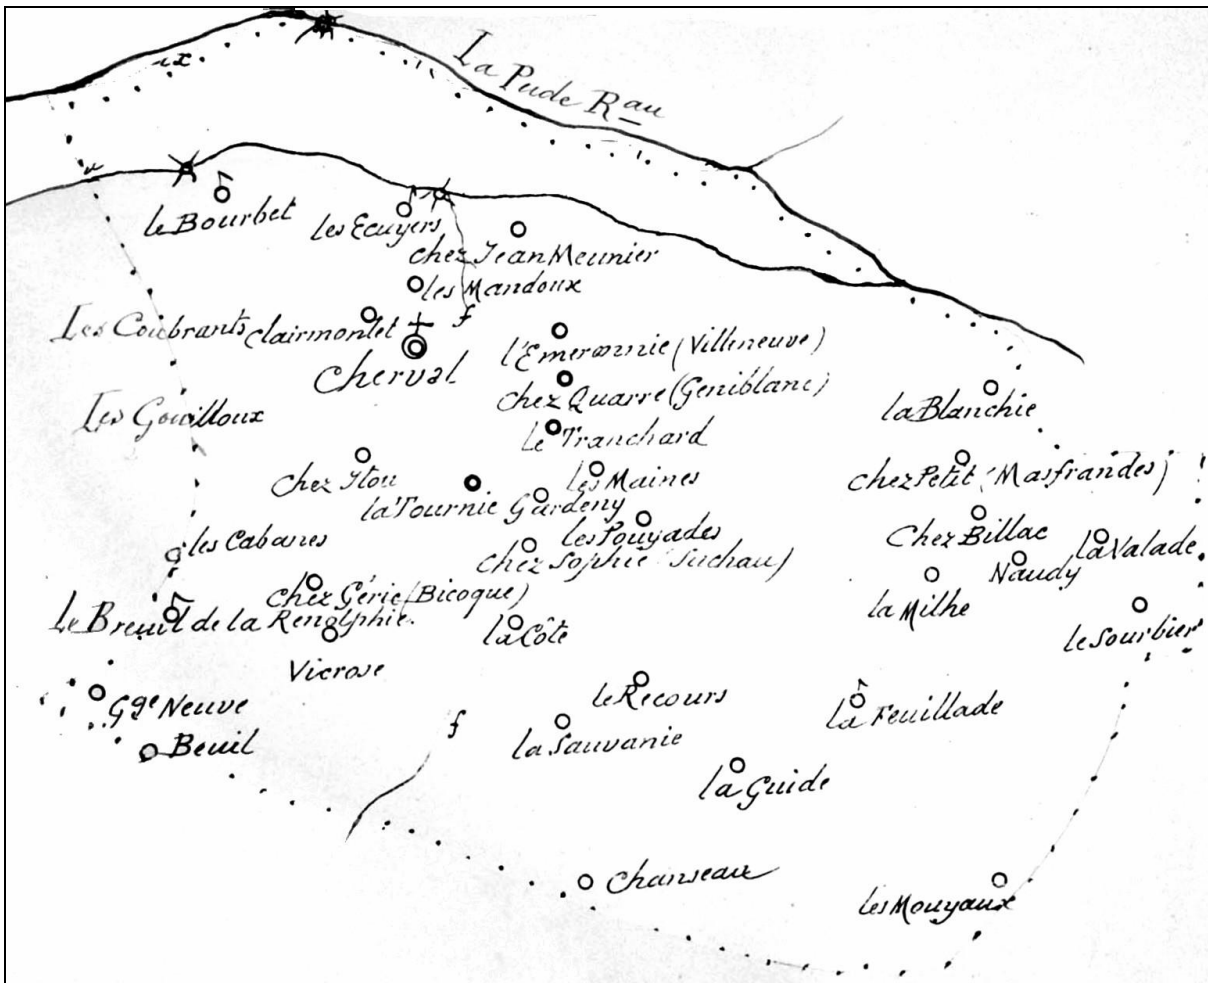 La Pude Rau
le Bourbet
les Ecuyers
chez Jean Meunier
les Mandoux
f
Les Coubrants
Clairmontet
Cherval
l'Emeronnie (Villeneuve)
chez Quarre (Geniblanc)
la Blanchie
Les Gouilloux
le Tranchard
chez Itou
les Maines
chez Petit (Masfrandes)
la Tournie
Gardeny
les Pouyades
Chez Billac
la Valade
les Cabanes
chez Sophie (Suchau)
Naudy
chez Gérie (Bicoque)
la Milhe
Le Breuil de la Renolphie
la Côte
le Sourbier
Vicrose
Gge Neuve
le Recours
la Feuillade
Beuil
f
la Sauvanie
la Guide
Chanseau
les Mouyaux